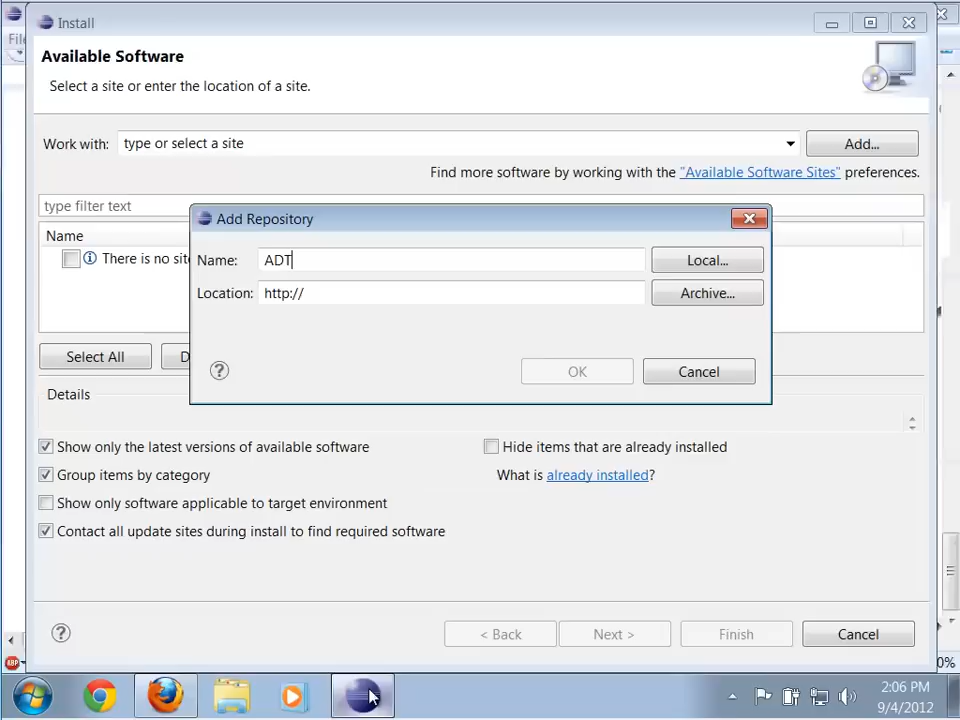 Install
File
Available Software
Select a site or enter the location of a site.
Work with: type or select a site Add...
Find more software by working with the "Available Software Sites" preferences.
type filter text
Add Repository
Name
There is no site
Name: ADT Local...
Location: http:// Archive...
Select All D
? OK Cancel
Details
Show only the latest versions of available software Hide items that are already installed
Group items by category What is already installed?
Show only software applicable to target environment
Contact all update sites during install to find required software
? < Back Next > Finish Cancel
ABP 0%
2:06 PM
9/4/2012